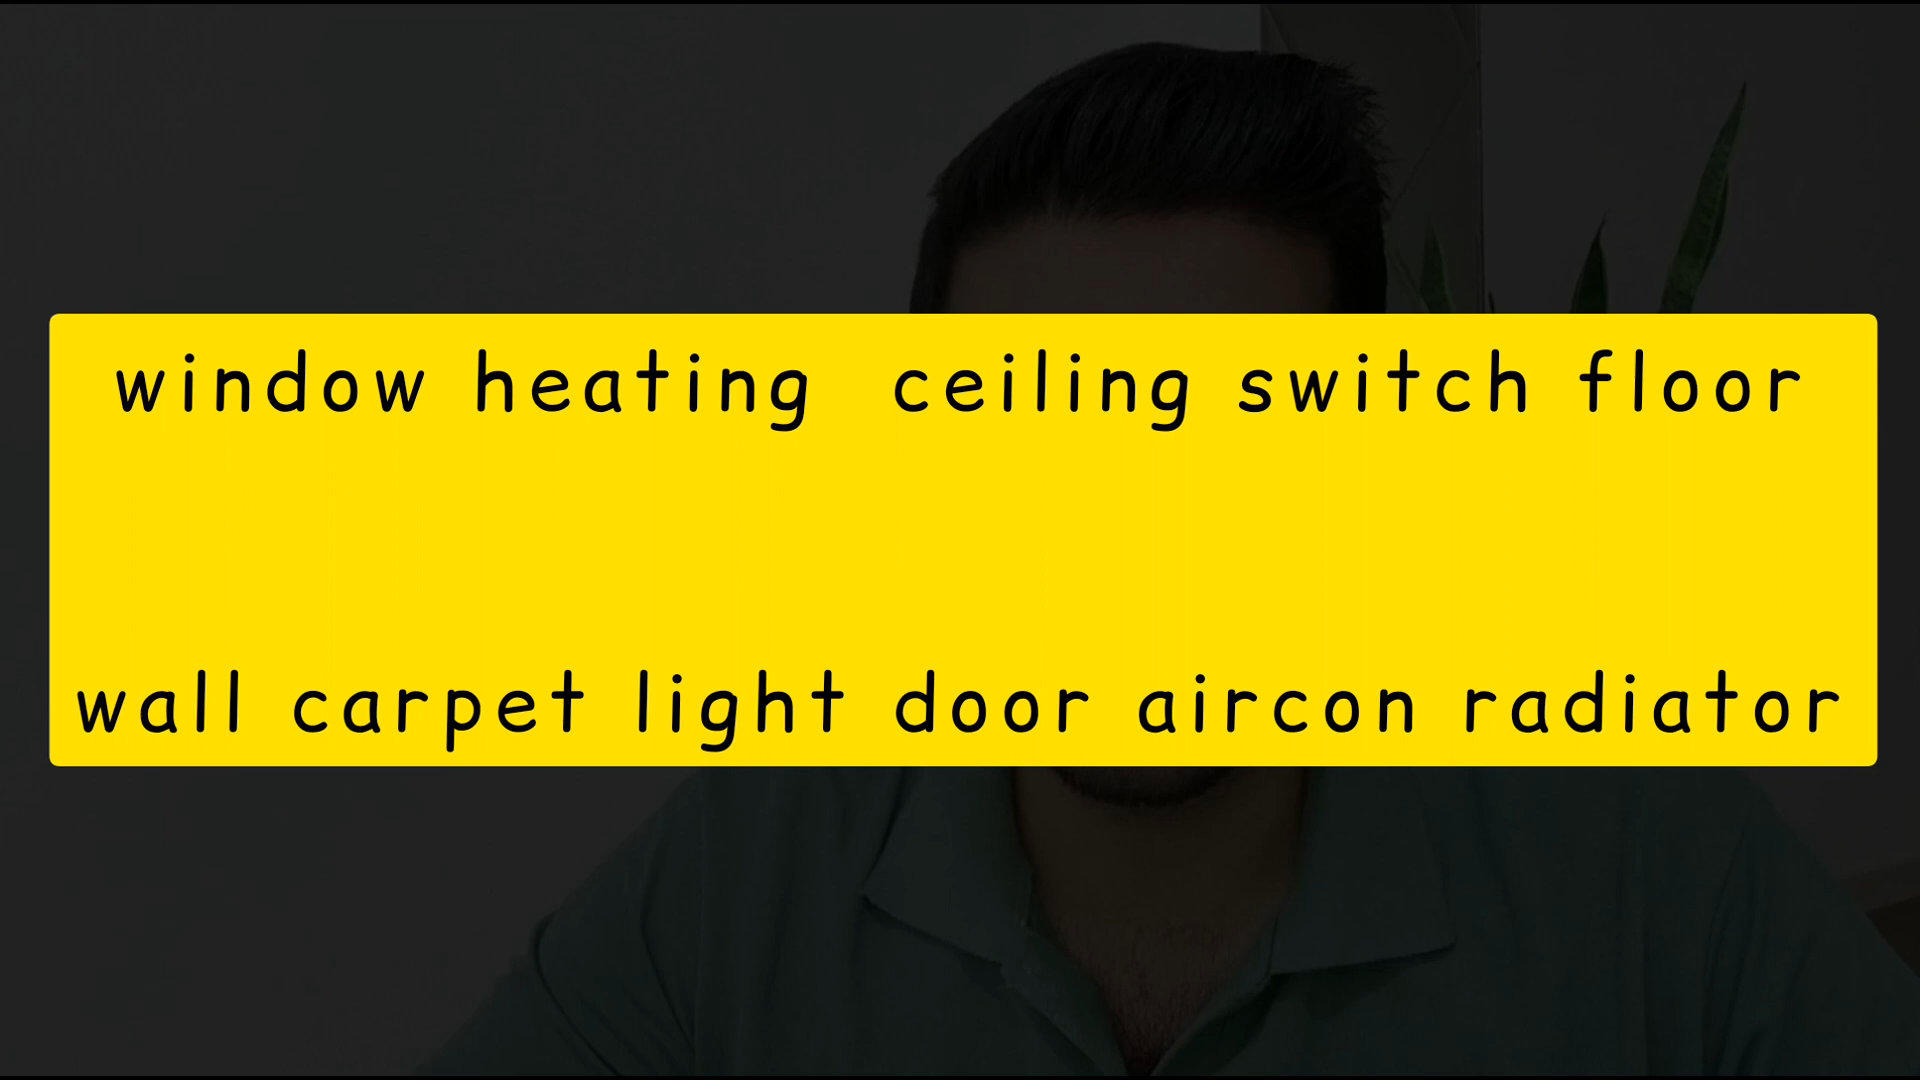 window heating ceiling switch floor
wall carpet light door aircon radiator